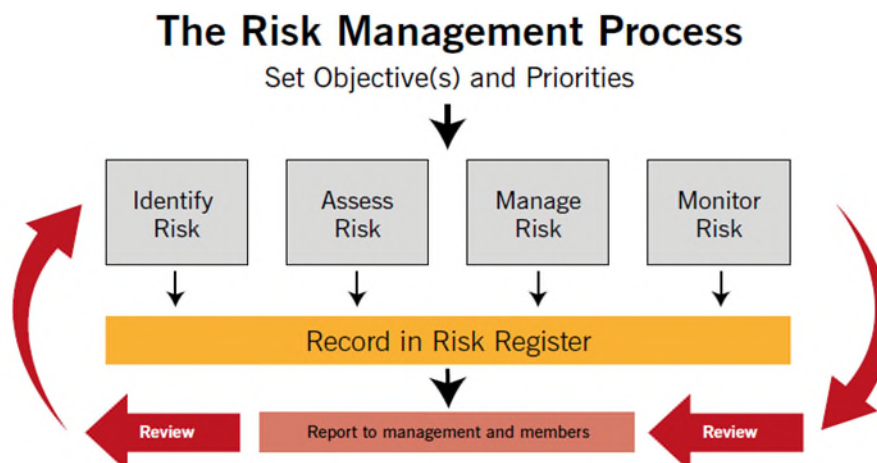 The Risk Management Process
Set Objective(s) and Priorities
Identify
Risk
Assess
Risk
Manage
Risk
Monitor
Risk
Record in Risk Register
Review
Report to management and members
Review